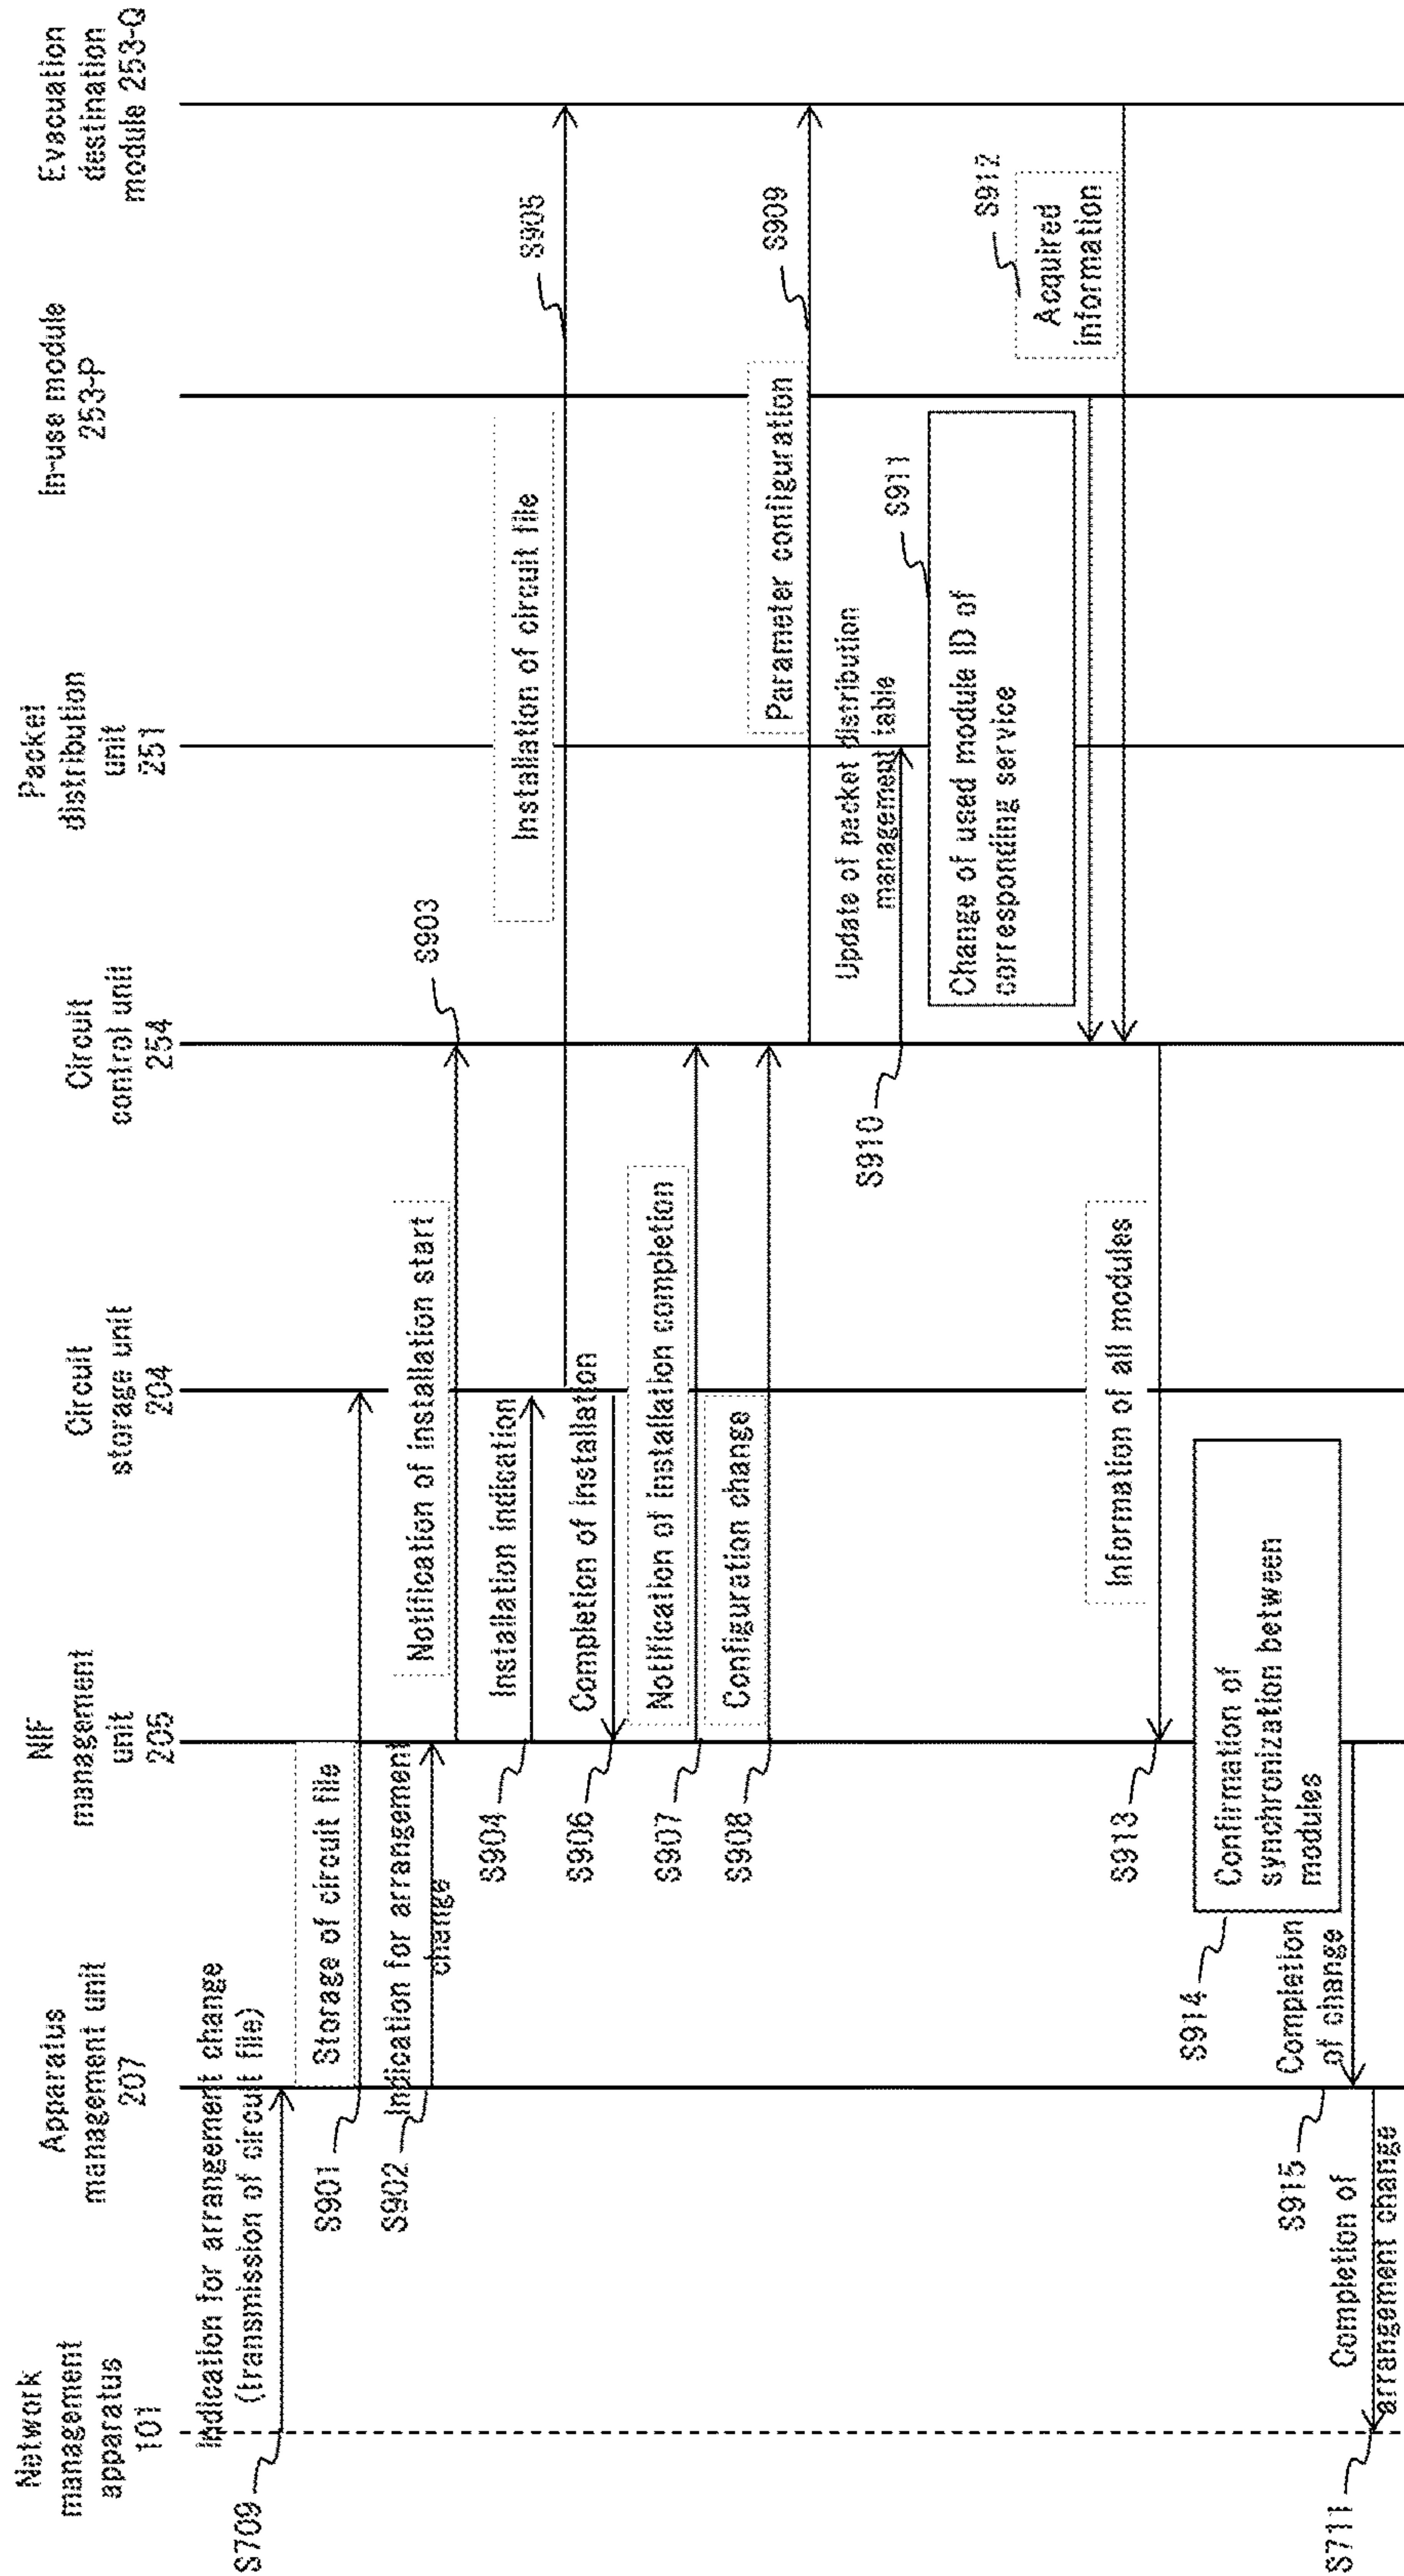 Network
management
apparatus
101
Apparatus
management unit
207
NIF
management
unit
205
Circuit
storage unit
204
Circuit
control unit
254
Packet
distribution
unit
251
In-use module
253-P
Evacuation
destination
module 253-Q
S709
Indication for arrangement change
(transmission of circuit file)
S901
Storage of circuit file
S902
Indication for arrangement
change
Notification of installation start
S903
S904
Installation indication
Installation of circuit file
S905
S906
Completion of installation
S907
Notification of installation completion
S908
Configuration change
Parameter configuration
S909
S910
Update of packet distribution
management table
S911
Change of used module ID of
corresponding service
S912
Acquired
information
S913
Information of all modules
S914
Confirmation of
synchronization between
modules
S915
Completion
of change
S711
Completion of
arrangement change